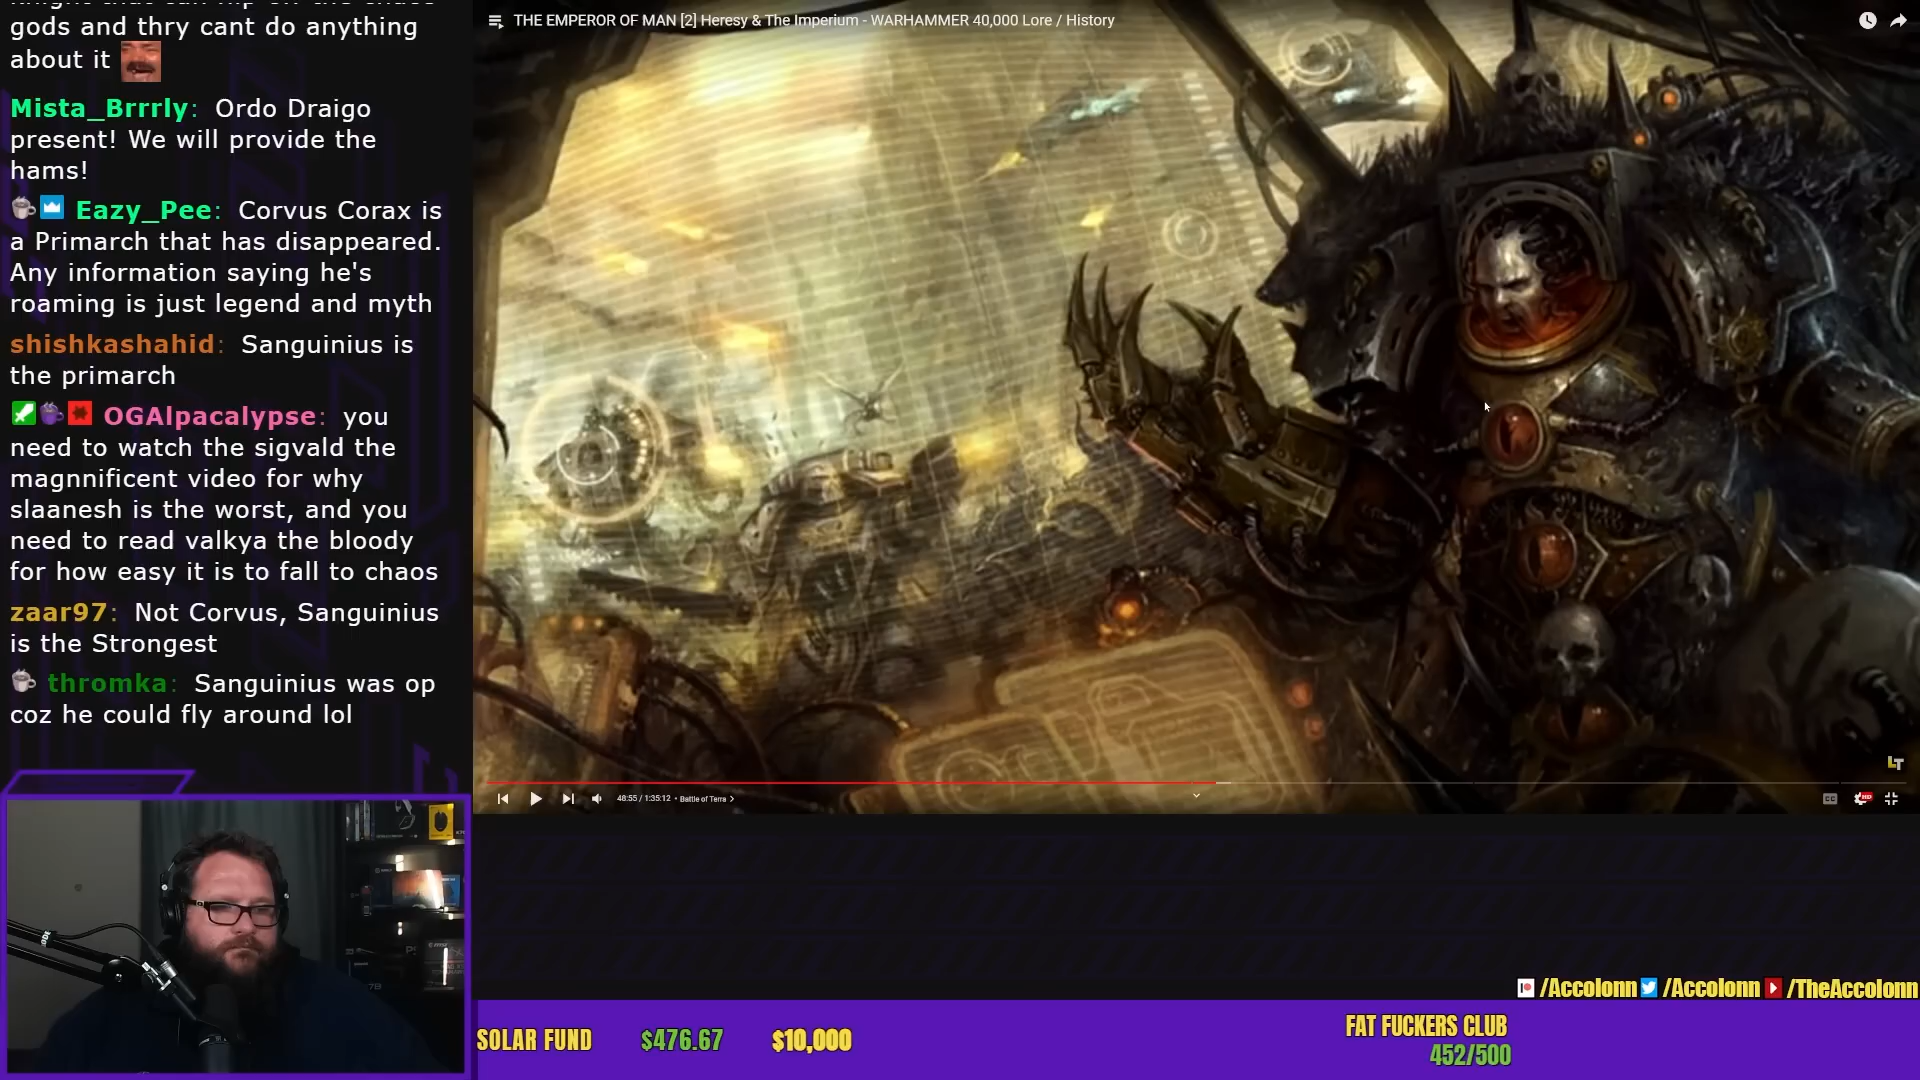 gods and thry cant do anything
about it
Mista_Brrrly: Ordo Draigo
present! We will provide the
hams!
Eazy_Pee: Corvus Corax is
a Primarch that has disappeared.
Any information saying he's
roaming is just legend and myth
shishkashahid: Sanguinius is
the primarch
OGAlpacalypse: you
need to watch the sigvald the
magnnificent video for why
slaanesh is the worst, and you
need to read valkya the bloody
for how easy it is to fall to chaos
zaar97: Not Corvus, Sanguinius
is the Strongest
thromka: Sanguinius was op
coz he could fly around lol
THE EMPEROR OF MAN [2] Heresy & The Imperium - WARHAMMER 40,000 Lore / History
LT
48:55 / 1:35:12 • Battle of Terra >
CC
HD
/Accolonn /Accolonn /TheAccolonn
SOLAR FUND $476.67 $10,000
FAT FUCKERS CLUB
452/500